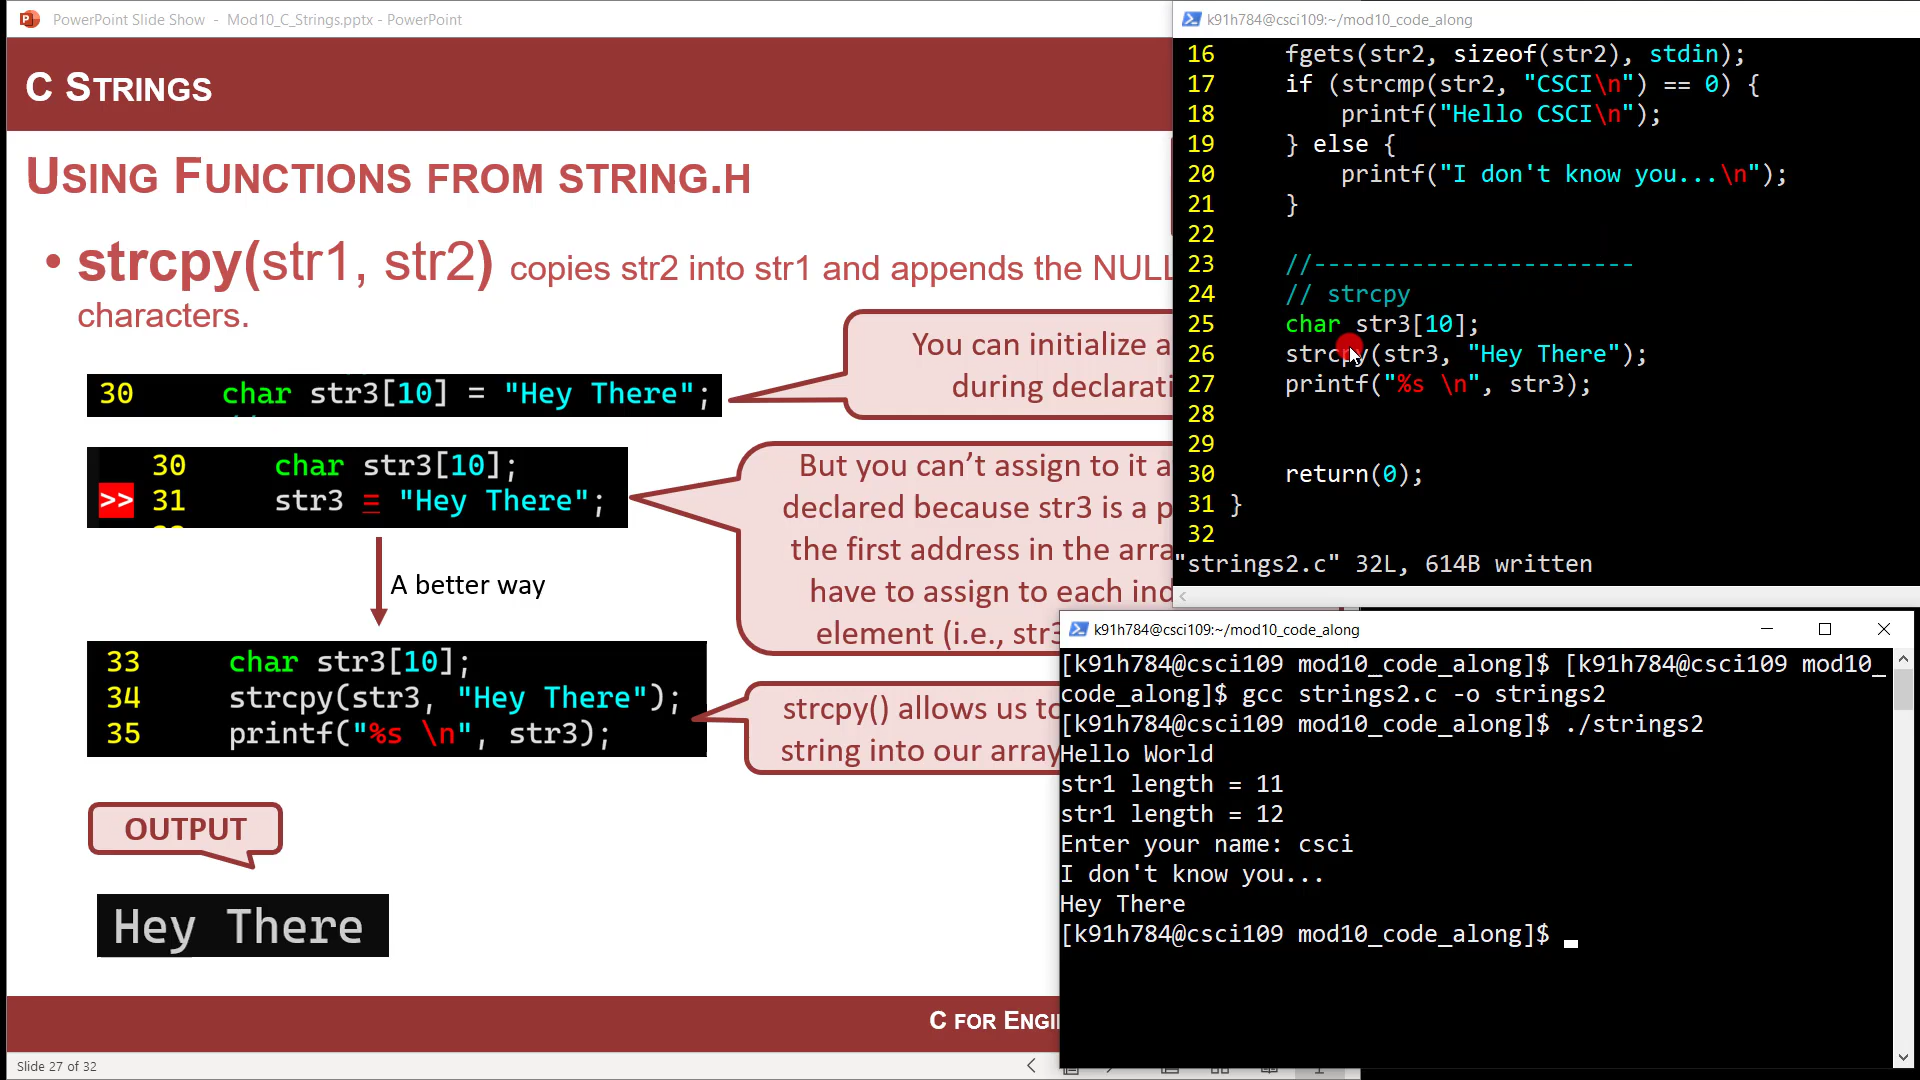 PowerPoint Slide Show - Mod10_C_Strings.pptx - PowerPoint
C STRINGS
USING FUNCTIONS FROM STRING.H
• strcpy(str1, str2) copies str2 into str1 and appends the NULL
characters.
You can initialize a
during declarati
30 char str3[10] = "Hey There";
But you can't assign to it a
declared because str3 is a p
the first address in the arra
have to assign to each ind
element (i.e., str3
30 char str3[10];
>> 31 str3 = "Hey There";
A better way
33 char str3[10];
34 strcpy(str3, "Hey There");
35 printf("%s \n", str3);
strcpy() allows us to
string into our array
OUTPUT
Hey There
C FOR ENGI
Slide 27 of 32
k91h784@csci109:~/mod10_code_along
16 fgets(str2, sizeof(str2), stdin);
17 if (strcmp(str2, "CSCI\n") == 0) {
18 printf("Hello CSCI\n");
19 } else {
20 printf("I don't know you...\n");
21 }
22
23 //-----------------------
24 // strcpy
25 char str3[10];
26 strcpy(str3, "Hey There");
27 printf("%s \n", str3);
28
29
30 return(0);
31 }
32
"strings2.c" 32L, 614B written
k91h784@csci109:~/mod10_code_along
[k91h784@csci109 mod10_code_along]$ [k91h784@csci109 mod10_
code_along]$ gcc strings2.c -o strings2
[k91h784@csci109 mod10_code_along]$ ./strings2
Hello World
str1 length = 11
str1 length = 12
Enter your name: csci
I don't know you...
Hey There
[k91h784@csci109 mod10_code_along]$